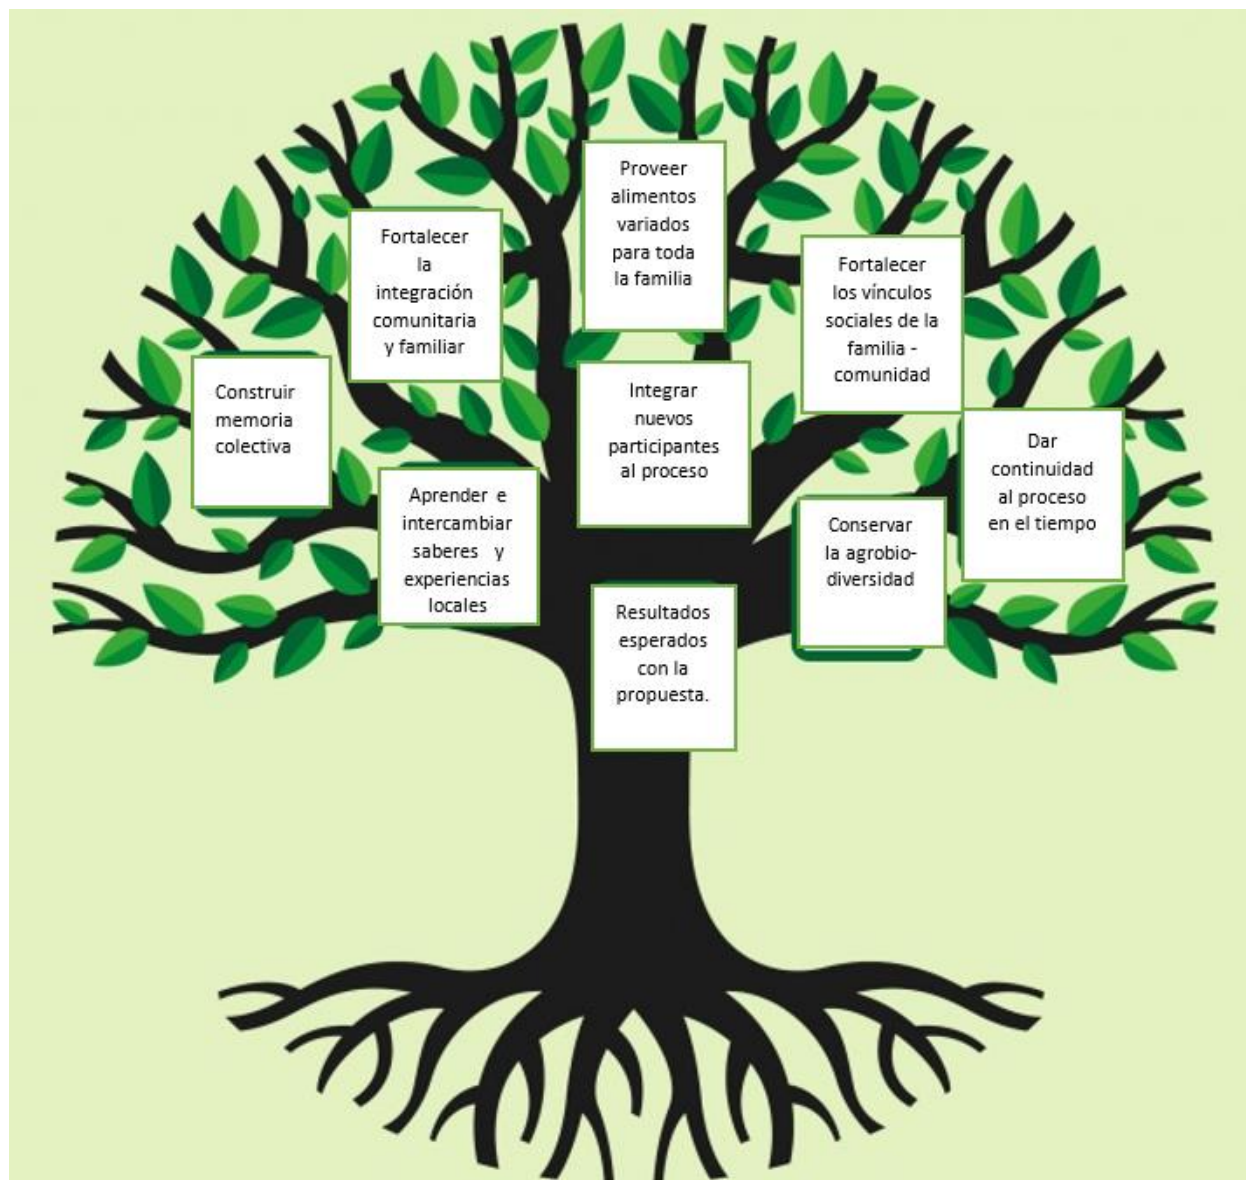 Proveer
alimentos
variados
para toda
la familia
Fortalecer
la
integración
comunitaria
y familiar
Fortalecer
los vínculos
sociales de la
familia -
comunidad
Construir
memoria
colectiva
Integrar
nuevos
participantes
al proceso
Dar
continuidad
al proceso
en el tiempo
Aprender e
intercambiar
saberes y
experiencias
locales
Conservar
la agrobio-
diversidad
Resultados
esperados
con la
propuesta.